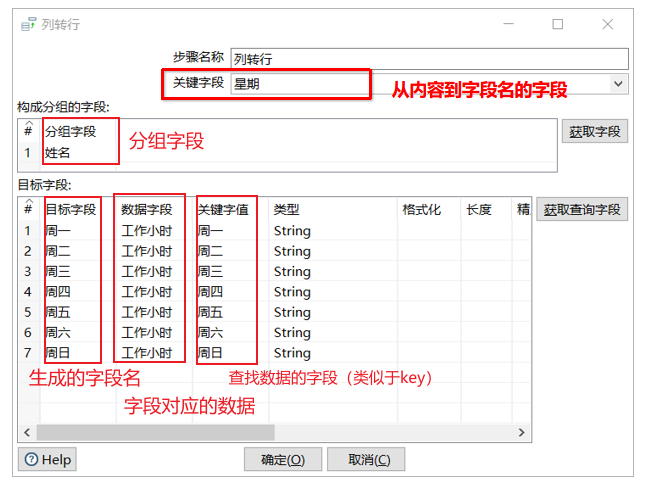 列转行
步骤名称 列转行
关键字段 星期
从内容到字段名的字段
构成分组的字段:
# 分组字段
1 姓名
分组字段
获取字段
目标字段:
# 目标字段 数据字段 关键字值 类型 格式化 长度 精
1 周一 工作小时 周一 String
2 周二 工作小时 周二 String
3 周三 工作小时 周三 String
4 周四 工作小时 周四 String
5 周五 工作小时 周五 String
6 周六 工作小时 周六 String
7 周日 工作小时 周日 String
获取查询字段
生成的字段名
查找数据的字段（类似于key）
字段对应的数据
Help 确定(O) 取消(C)